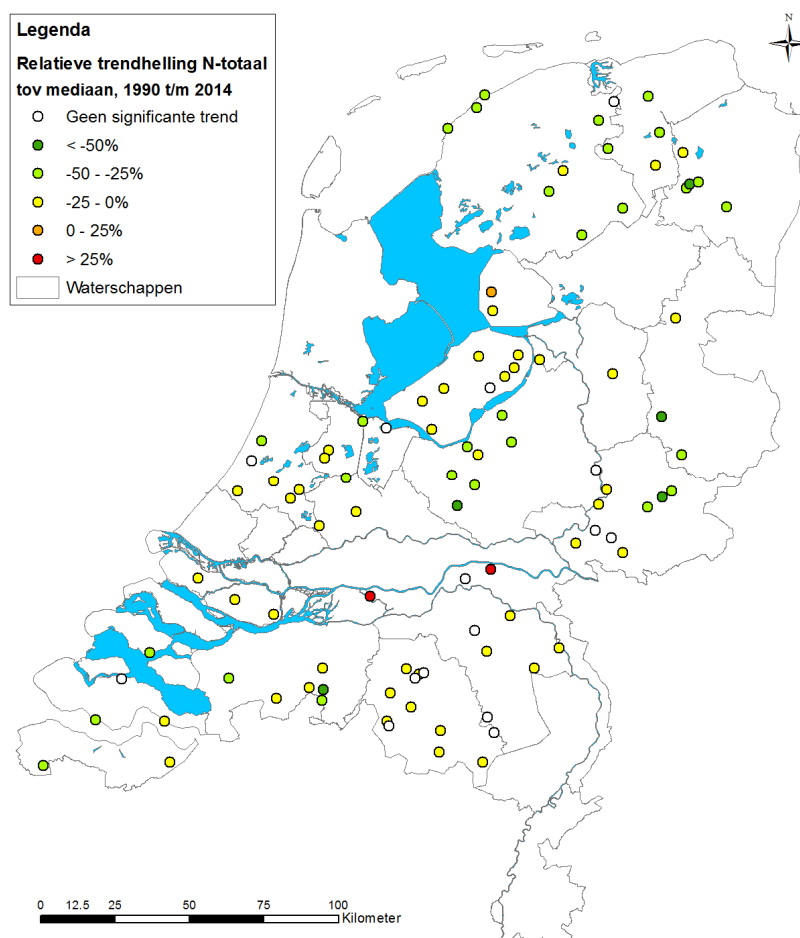 Legenda
N
Relatieve trendhelling N-totaal
tov mediaan, 1990 t/m 2014
Geen significante trend
< -50%
-50 - -25%
-25 - 0%
0 - 25%
> 25%
Waterschappen
0 12.5 25 50 75 100
Kilometer